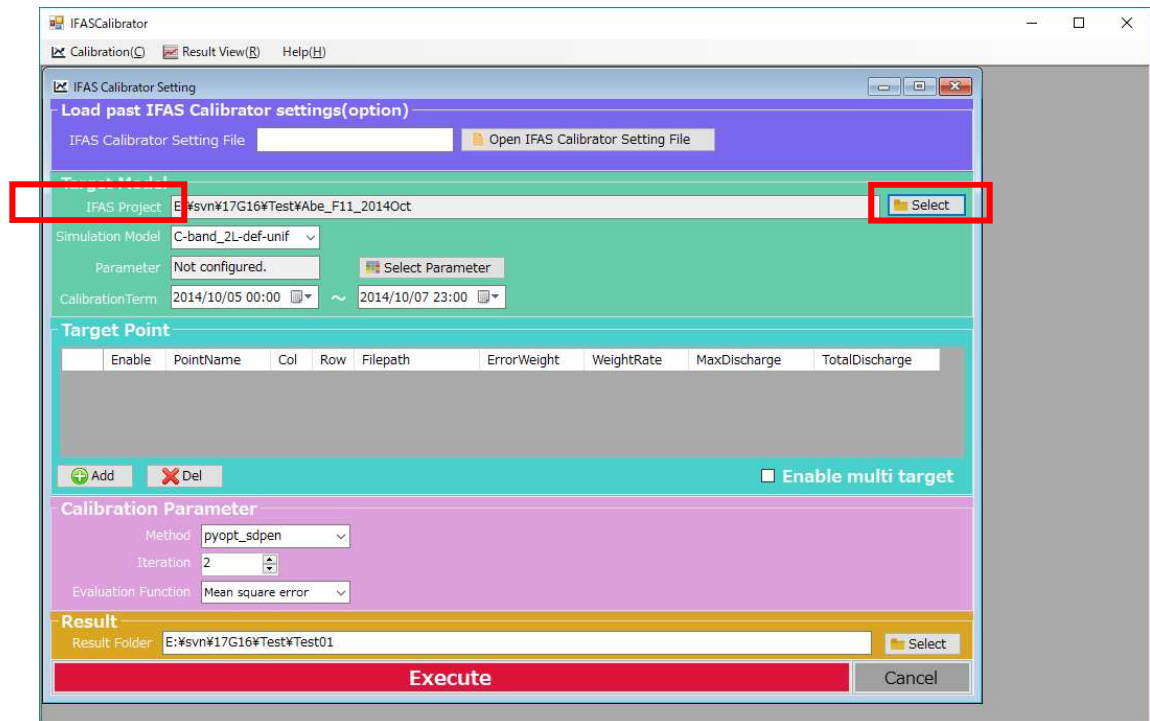 IFASCalibrator
Calibration(C) Result View(R) Help(H)
IFAS Calibrator Setting
Load past IFAS Calibrator settings(option)
IFAS Calibrator Setting File Open IFAS Calibrator Setting File
Target Model
IFAS Project E:¥svn¥17G16¥Test¥Abe_F11_2014Oct Select
Simulation Model C-band_2L-def-unif
Parameter Not configured. Select Parameter
CalibrationTerm 2014/10/05 00:00 ～ 2014/10/07 23:00
Target Point
Enable PointName Col Row Filepath ErrorWeight WeightRate MaxDischarge TotalDischarge
Add Del Enable multi target
Calibration Parameter
Method pyopt_sdpen
Iteration 2
Evaluation Function Mean square error
Result
Result Folder E:¥svn¥17G16¥Test¥Test01 Select
Execute Cancel